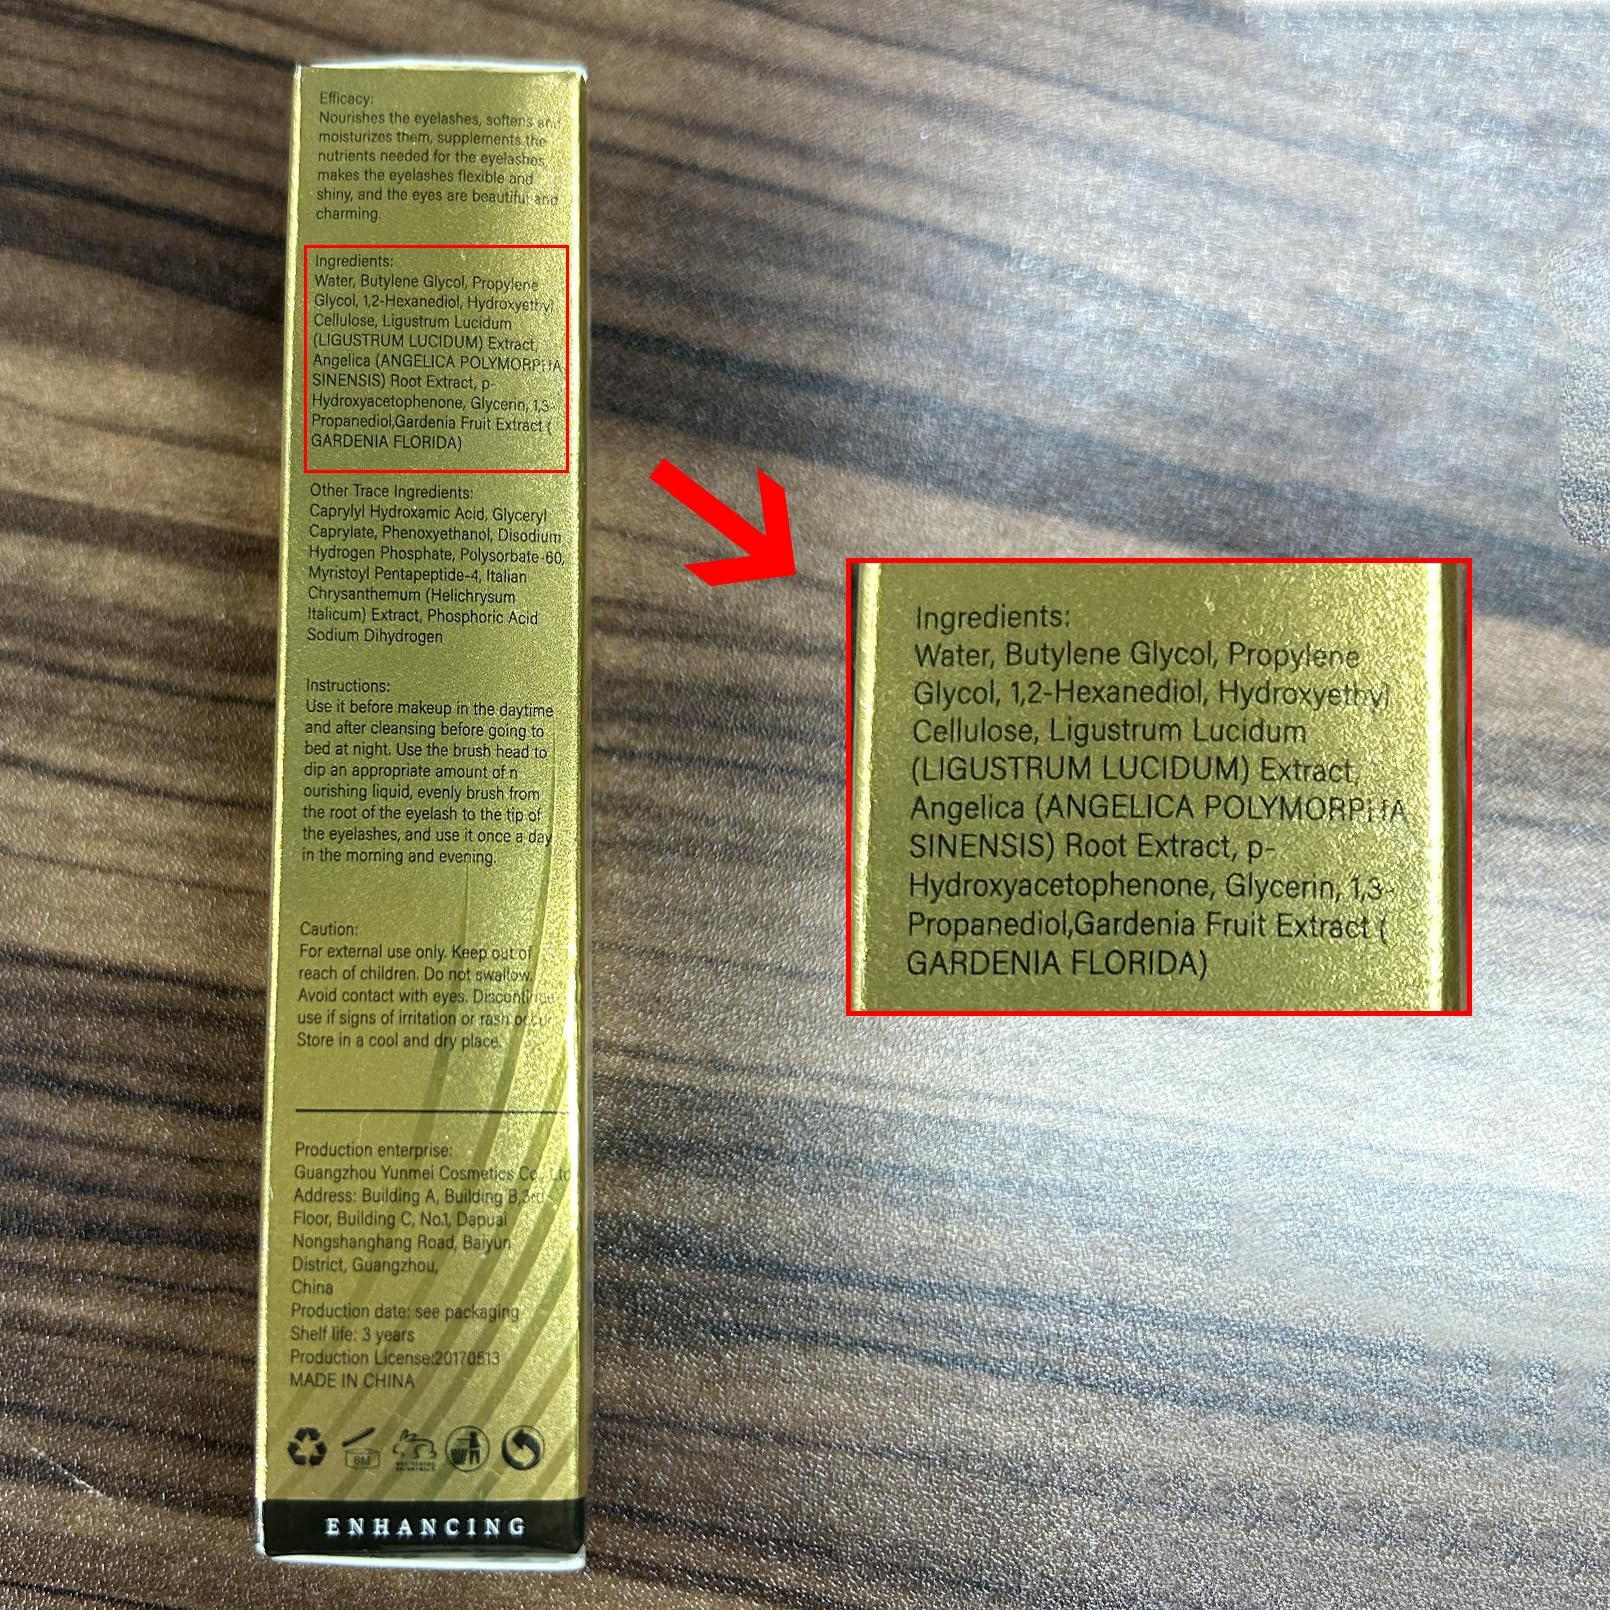 Efficacy:
Nourishes the eyelashes, softens and
moisturizes them, supplements the
nutrients needed for the eyelashes,
makes the eyelashes flexible and
shiny, and the eyes are beautiful and
charming.
Ingredients:
Water, Butylene Glycol, Propylene
Glycol, 1,2-Hexanediol, Hydroxyethyl
Cellulose, Ligustrum Lucidum
(LIGUSTRUM LUCIDUM) Extract,
Angelica (ANGELICA POLYMORPHA
SINENSIS) Root Extract, p-
Hydroxyacetophenone, Glycerin, 1,3-
Propanediol,Gardenia Fruit Extract (
GARDENIA FLORIDA)
Other Trace Ingredients:
Caprylyl Hydroxamic Acid, Glyceryl
Caprylate, Phenoxyethanol, Disodium
Hydrogen Phosphate, Polysorbate-60,
Myristoyl Pentapeptide-4, Italian
Chrysanthemum (Helichrysum
Italicum) Extract, Phosphoric Acid
Sodium Dihydrogen
Instructions:
Use it before makeup in the daytime
and after cleansing before going to
bed at night. Use the brush head to
dip an appropriate amount of n
ourishing liquid, evenly brush from
the root of the eyelash to the tip of
the eyelashes, and use it once a day
in the morning and evening.
Caution:
For external use only. Keep out of
reach of children. Do not swallow.
Avoid contact with eyes. Discontinue
use if signs of irritation or rash occur.
Store in a cool and dry place.
Production enterprise:
Guangzhou Yunmei Cosmetics Co., Ltd
Address: Building A, Building B,3rd
Floor, Building C, No.1, Dapuai
Nongshanghang Road, Baiyun
District, Guangzhou,
China
Production date: see packaging
Shelf life: 3 years
Production License:20170513
MADE IN CHINA
6M
ENHANCING
Ingredients:
Water, Butylene Glycol, Propylene
Glycol, 1,2-Hexanediol, Hydroxyethyl
Cellulose, Ligustrum Lucidum
(LIGUSTRUM LUCIDUM) Extract,
Angelica (ANGELICA POLYMORPHA
SINENSIS) Root Extract, p-
Hydroxyacetophenone, Glycerin, 1,3-
Propanediol,Gardenia Fruit Extract (
GARDENIA FLORIDA)